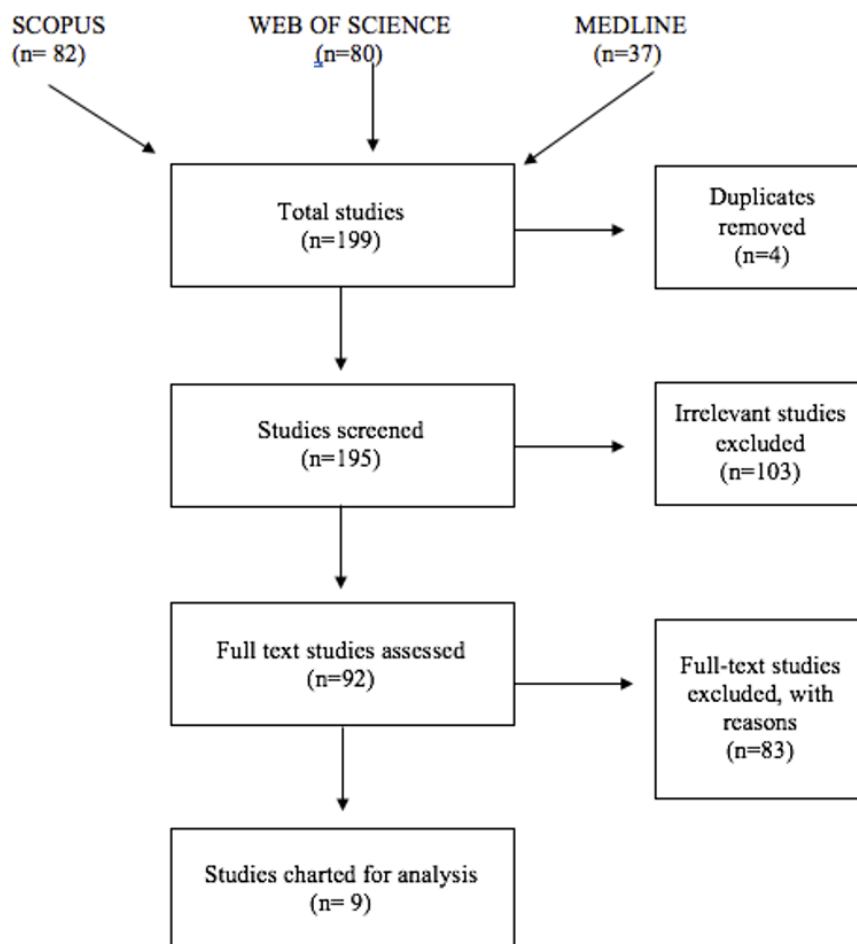 SCOPUS
(n= 82)
WEB OF SCIENCE
(n=80)
MEDLINE
(n=37)
Total studies
(n=199)
Duplicates
removed
(n=4)
Studies screened
(n=195)
Irrelevant studies
excluded
(n=103)
Full text studies assessed
(n=92)
Full-text studies
excluded, with
reasons
(n=83)
Studies charted for analysis
(n= 9)